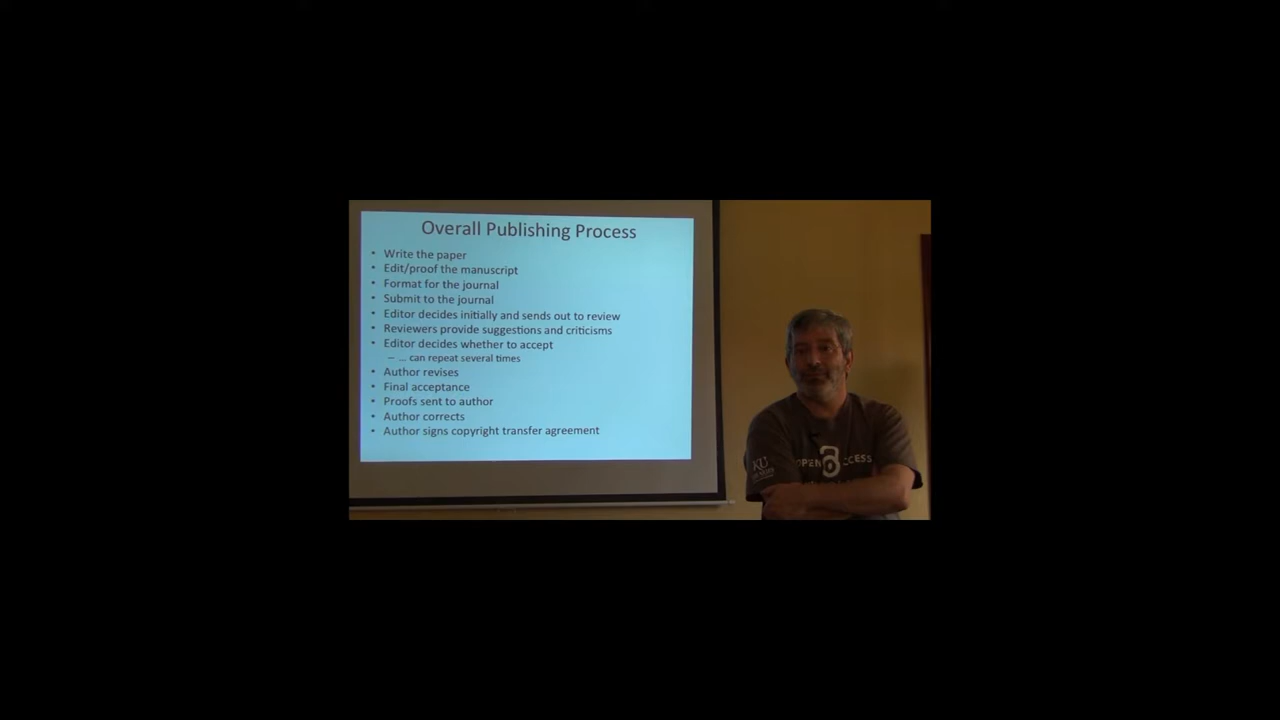 Overall Publishing Process
• Write the paper
• Edit/proof the manuscript
• Format for the journal
• Submit to the journal
• Editor decides initially and sends out to review
• Reviewers provide suggestions and criticisms
• Editor decides whether to accept
– ... can repeat several times
• Author revises
• Final acceptance
• Proofs sent to author
• Author corrects
• Author signs copyright transfer agreement
KU
OPEN ACCESS